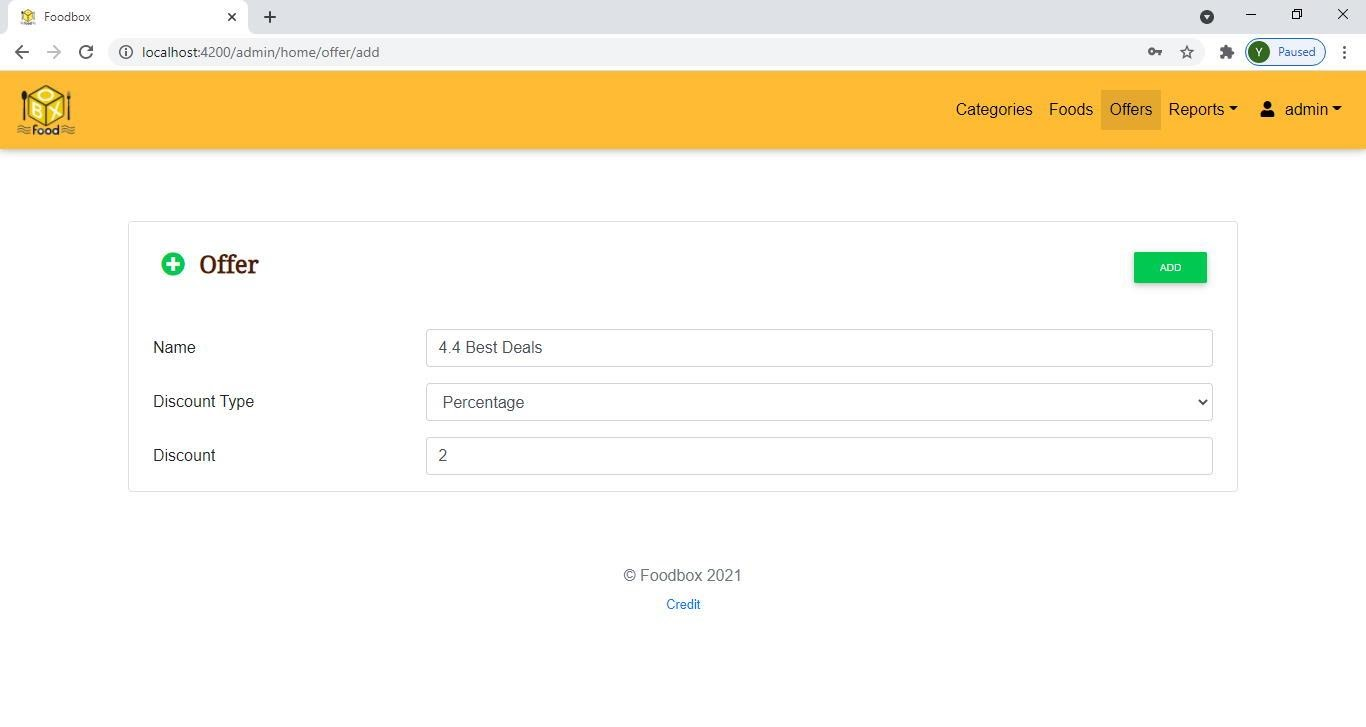 Foodbox
localhost:4200/admin/home/offer/add
Y Paused
O
B X
Food
Categories Foods Offers Reports admin
Offer
ADD
Name 4.4 Best Deals
Discount Type Percentage
Discount 2
© Foodbox 2021
Credit